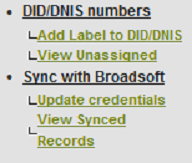 DID/DNIS numbers
Add Label to DID/DNIS
View Unassigned
Sync with Broadsoft
Update credentials
View Synced
Records